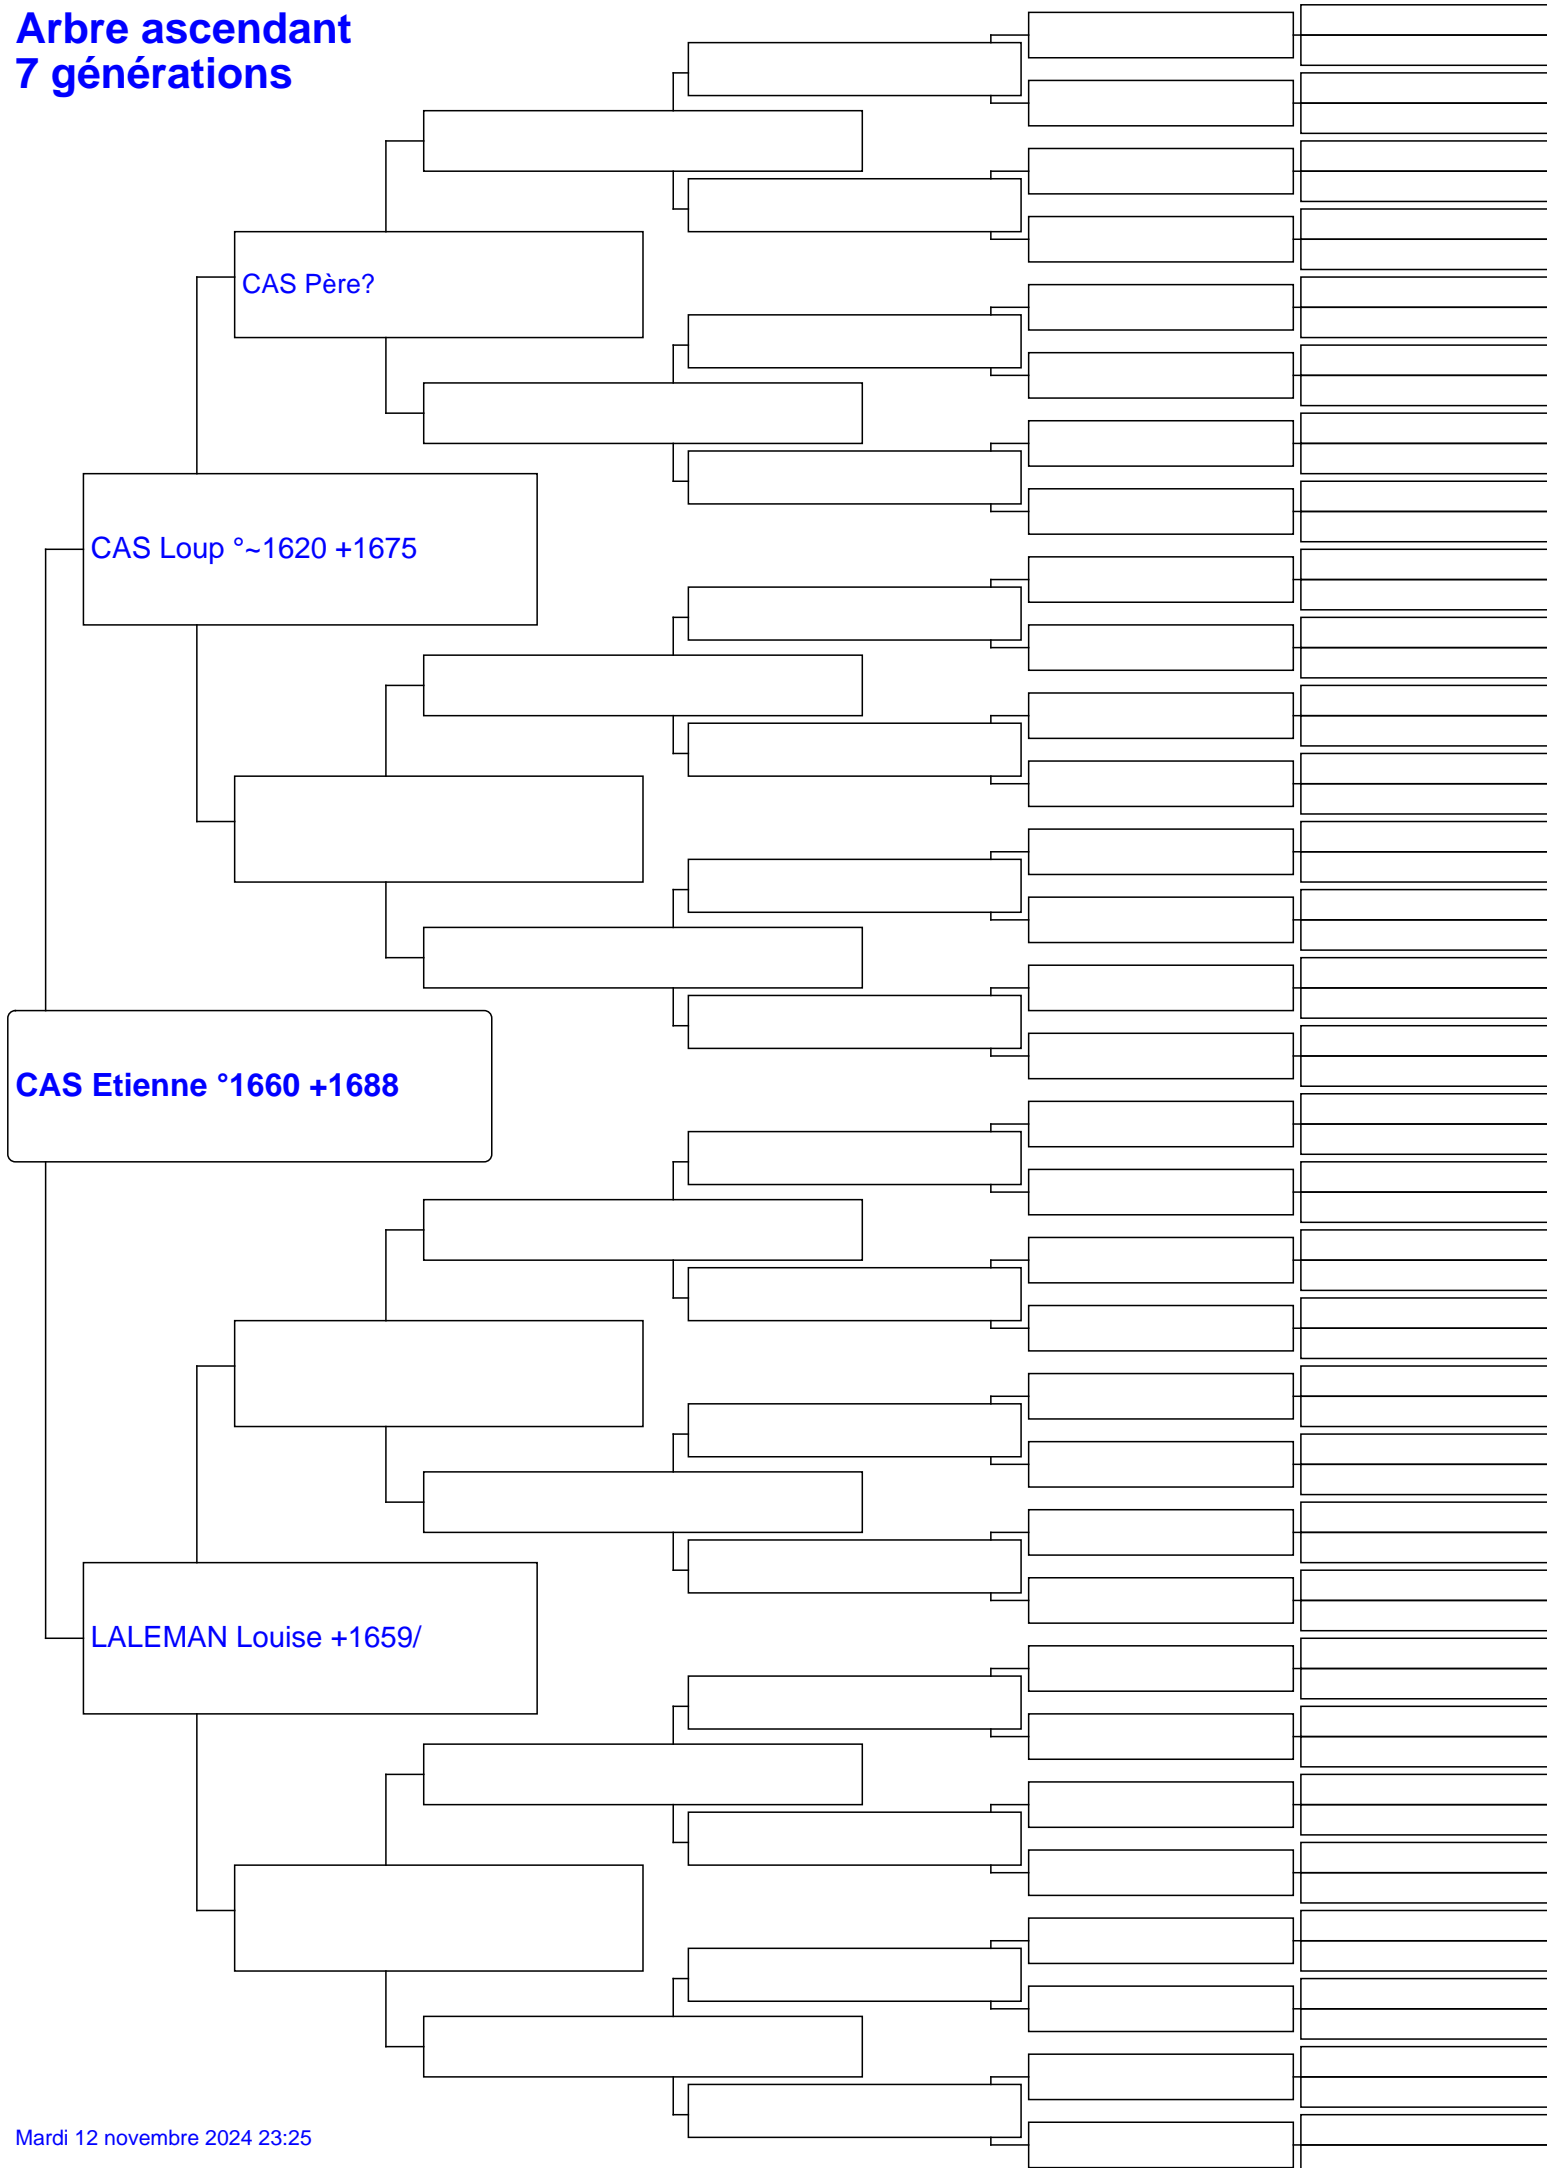 Arbre ascendant
7 générations
CAS Père?
CAS Loup °~1620 +1675
CAS Etienne °1660 +1688
LALEMAN Louise +1659/
Mardi 12 novembre 2024 23:25